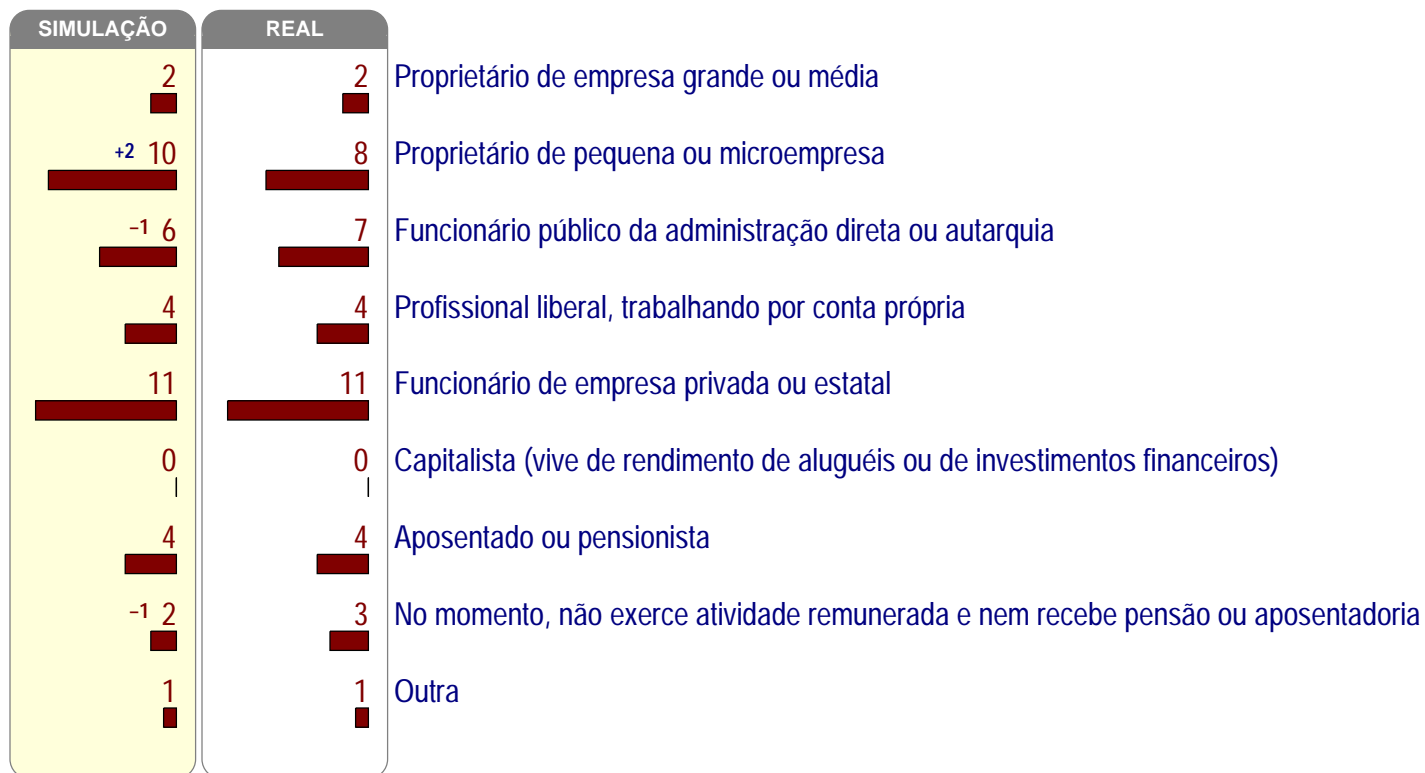 SIMULAÇÃO REAL
2 2 Proprietário de empresa grande ou média
+2 10 8 Proprietário de pequena ou microempresa
−1 6 7 Funcionário público da administração direta ou autarquia
4 4 Profissional liberal, trabalhando por conta própria
11 11 Funcionário de empresa privada ou estatal
0 0 Capitalista (vive de rendimento de aluguéis ou de investimentos financeiros)
4 4 Aposentado ou pensionista
−1 2 3 No momento, não exerce atividade remunerada e nem recebe pensão ou aposentadoria
1 1 Outra